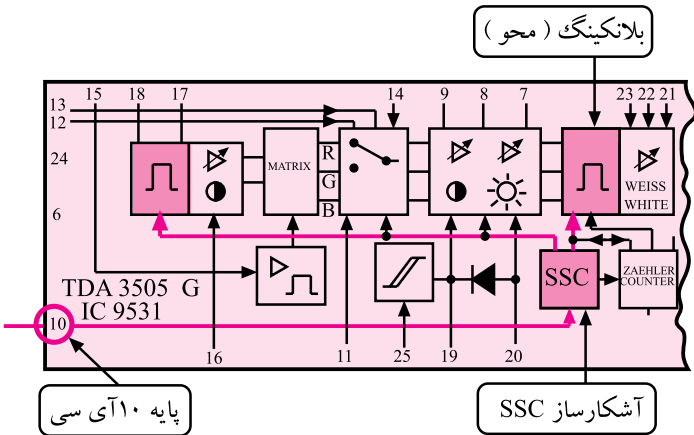 بلانکینگ ( محو )
15 18 17 14 9 8 7 23 22 21
13
12
24
6
MATRIX
R
G
B
WEISS
WHITE
SSC
ZAEHLER
COUNTER
TDA 3505 G
IC 9531
10
16 11 25 19 20
پایه ۱۰آی سی
آشکارساز SSC